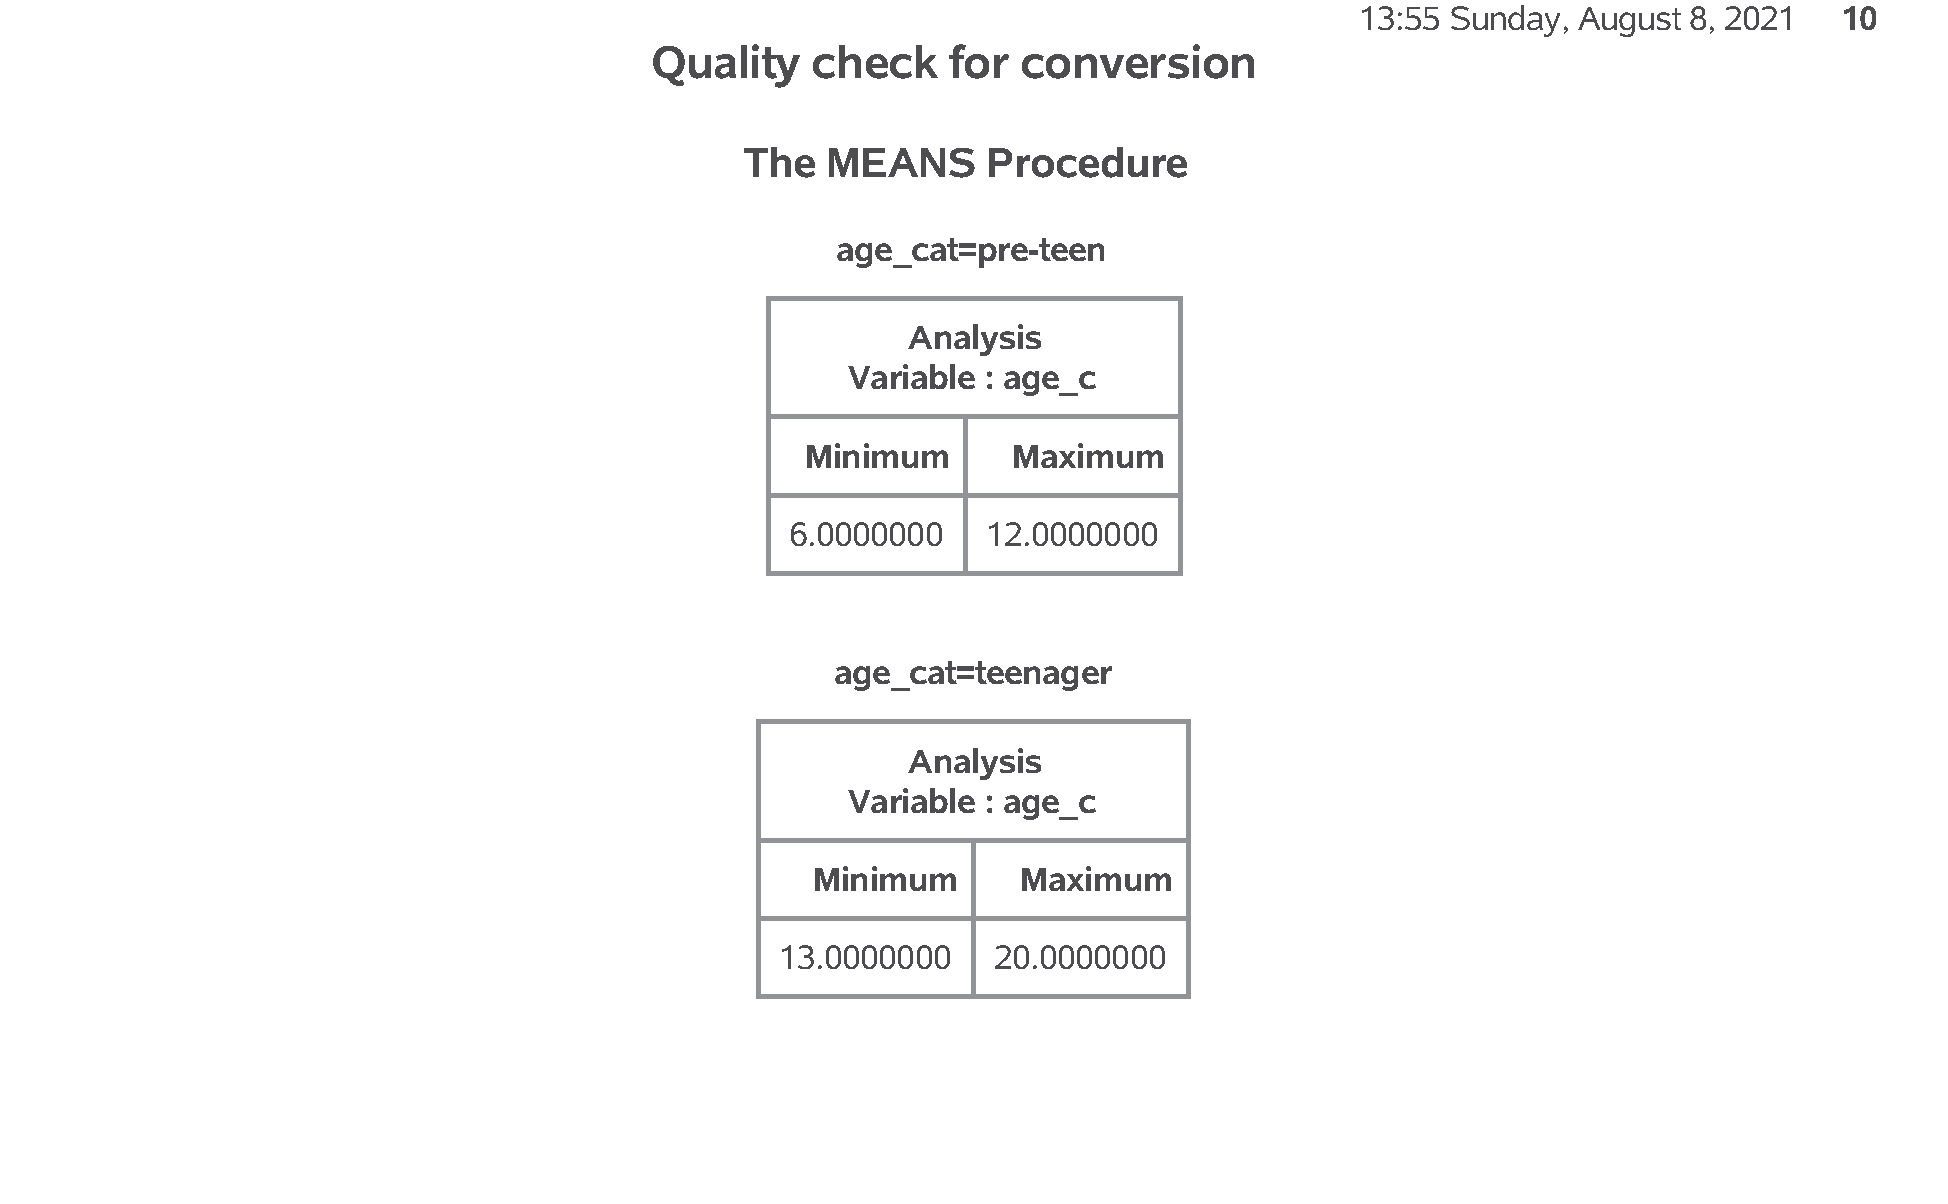 13:55 Sunday, August 8, 2021 10
Quality check for conversion
The MEANS Procedure
age_cat=pre-teen
Analysis
Variable : age_c
Minimum Maximum
6.0000000 12.0000000
age_cat=teenager
Analysis
Variable : age_c
Minimum Maximum
13.0000000 20.0000000